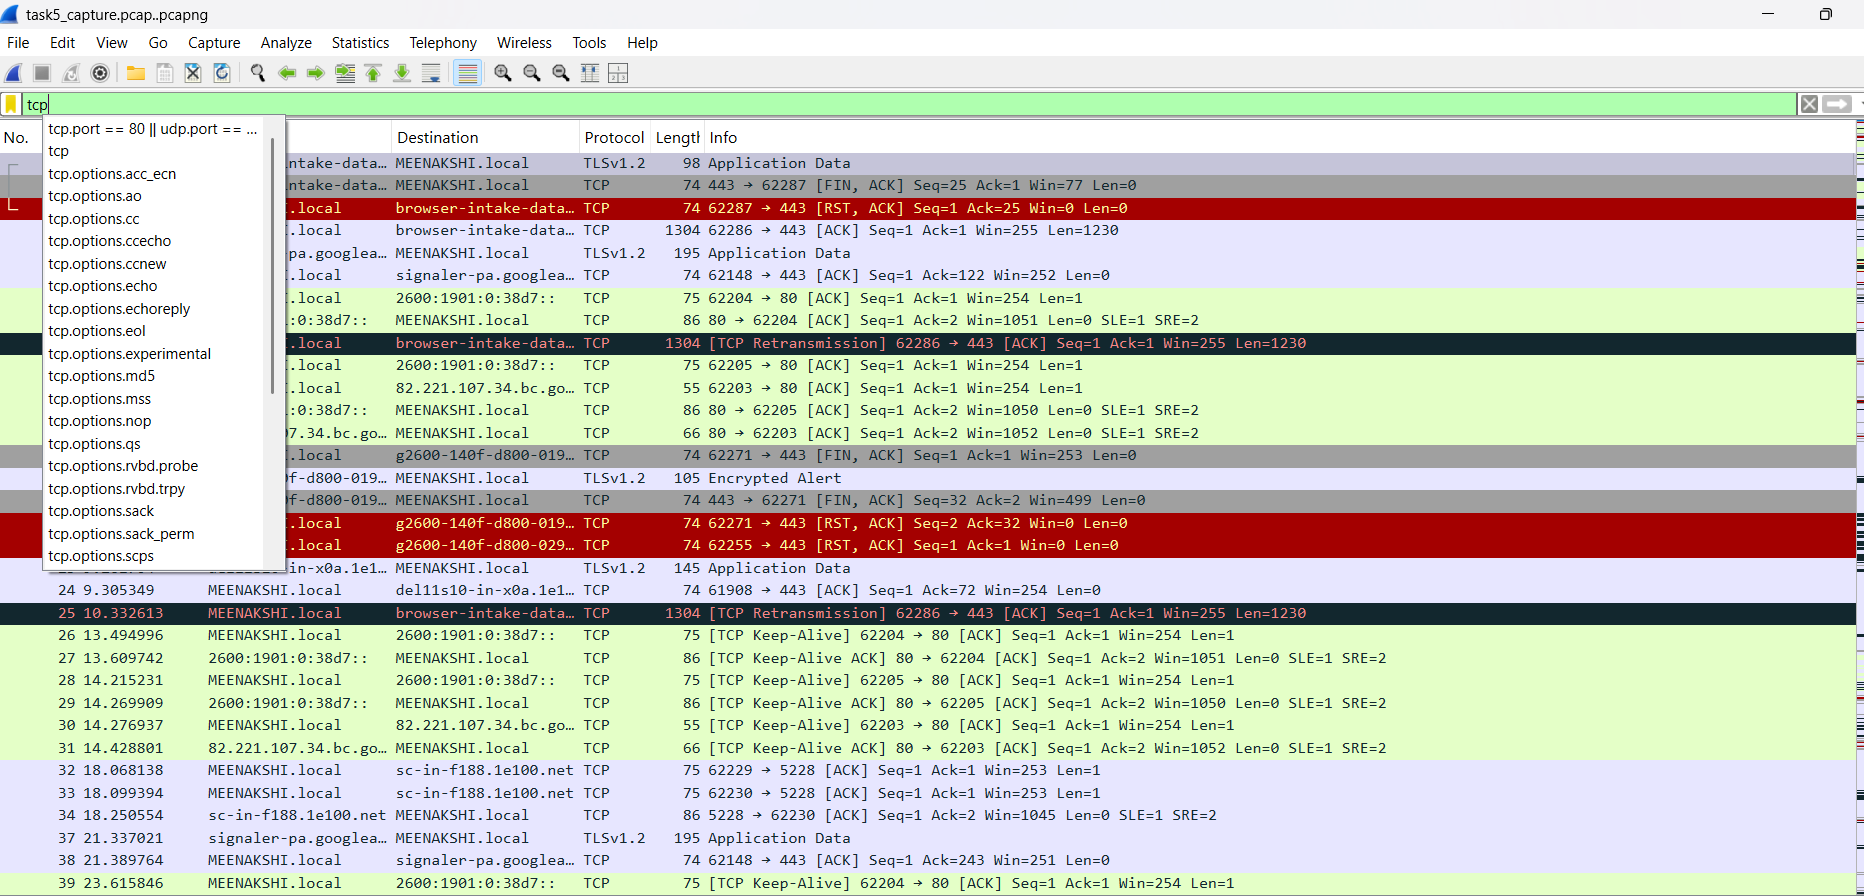 task5_capture.pcap..pcapng
File Edit View Go Capture Analyze Statistics Telephony Wireless Tools Help
tcp
tcp.port == 80 || udp.port == ...
tcp
tcp.options.acc_ecn
tcp.options.ao
tcp.options.cc
tcp.options.ccecho
tcp.options.ccnew
tcp.options.echo
tcp.options.echoreply
tcp.options.eol
tcp.options.experimental
tcp.options.md5
tcp.options.mss
tcp.options.nop
tcp.options.qs
tcp.options.rvbd.probe
tcp.options.rvbd.trpy
tcp.options.sack
tcp.options.sack_perm
tcp.options.scps
No. Destination Protocol Length Info
ntake-data… MEENAKSHI.local TLSv1.2 98 Application Data
ntake-data… MEENAKSHI.local TCP 74 443 → 62287 [FIN, ACK] Seq=25 Ack=1 Win=77 Len=0
.local browser-intake-data… TCP 74 62287 → 443 [RST, ACK] Seq=1 Ack=25 Win=0 Len=0
.local browser-intake-data… TCP 1304 62286 → 443 [ACK] Seq=1 Ack=1 Win=255 Len=1230
pa.googlea… MEENAKSHI.local TLSv1.2 195 Application Data
.local signaler-pa.googlea… TCP 74 62148 → 443 [ACK] Seq=1 Ack=122 Win=252 Len=0
.local 2600:1901:0:38d7:: TCP 75 62204 → 80 [ACK] Seq=1 Ack=1 Win=254 Len=1
:0:38d7:: MEENAKSHI.local TCP 86 80 → 62204 [ACK] Seq=1 Ack=2 Win=1051 Len=0 SLE=1 SRE=2
.local browser-intake-data… TCP 1304 [TCP Retransmission] 62286 → 443 [ACK] Seq=1 Ack=1 Win=255 Len=1230
.local 2600:1901:0:38d7:: TCP 75 62205 → 80 [ACK] Seq=1 Ack=1 Win=254 Len=1
.local 82.221.107.34.bc.go… TCP 55 62203 → 80 [ACK] Seq=1 Ack=1 Win=254 Len=1
:0:38d7:: MEENAKSHI.local TCP 86 80 → 62205 [ACK] Seq=1 Ack=2 Win=1050 Len=0 SLE=1 SRE=2
7.34.bc.go… MEENAKSHI.local TCP 66 80 → 62203 [ACK] Seq=1 Ack=2 Win=1052 Len=0 SLE=1 SRE=2
.local g2600-140f-d800-019… TCP 74 62271 → 443 [FIN, ACK] Seq=1 Ack=1 Win=253 Len=0
f-d800-019… MEENAKSHI.local TLSv1.2 105 Encrypted Alert
f-d800-019… MEENAKSHI.local TCP 74 443 → 62271 [FIN, ACK] Seq=32 Ack=2 Win=499 Len=0
.local g2600-140f-d800-019… TCP 74 62271 → 443 [RST, ACK] Seq=2 Ack=32 Win=0 Len=0
.local g2600-140f-d800-029… TCP 74 62255 → 443 [RST, ACK] Seq=1 Ack=1 Win=0 Len=0
in-x0a.1e1… MEENAKSHI.local TLSv1.2 145 Application Data
24 9.305349 MEENAKSHI.local del11s10-in-x0a.1e1… TCP 74 61908 → 443 [ACK] Seq=1 Ack=72 Win=254 Len=0
25 10.332613 MEENAKSHI.local browser-intake-data… TCP 1304 [TCP Retransmission] 62286 → 443 [ACK] Seq=1 Ack=1 Win=255 Len=1230
26 13.494996 MEENAKSHI.local 2600:1901:0:38d7:: TCP 75 [TCP Keep-Alive] 62204 → 80 [ACK] Seq=1 Ack=1 Win=254 Len=1
27 13.609742 2600:1901:0:38d7:: MEENAKSHI.local TCP 86 [TCP Keep-Alive ACK] 80 → 62204 [ACK] Seq=1 Ack=2 Win=1051 Len=0 SLE=1 SRE=2
28 14.215231 MEENAKSHI.local 2600:1901:0:38d7:: TCP 75 [TCP Keep-Alive] 62205 → 80 [ACK] Seq=1 Ack=1 Win=254 Len=1
29 14.269909 2600:1901:0:38d7:: MEENAKSHI.local TCP 86 [TCP Keep-Alive ACK] 80 → 62205 [ACK] Seq=1 Ack=2 Win=1050 Len=0 SLE=1 SRE=2
30 14.276937 MEENAKSHI.local 82.221.107.34.bc.go… TCP 55 [TCP Keep-Alive] 62203 → 80 [ACK] Seq=1 Ack=1 Win=254 Len=1
31 14.428801 82.221.107.34.bc.go… MEENAKSHI.local TCP 66 [TCP Keep-Alive ACK] 80 → 62203 [ACK] Seq=1 Ack=2 Win=1052 Len=0 SLE=1 SRE=2
32 18.068138 MEENAKSHI.local sc-in-f188.1e100.net TCP 75 62229 → 5228 [ACK] Seq=1 Ack=1 Win=253 Len=1
33 18.099394 MEENAKSHI.local sc-in-f188.1e100.net TCP 75 62230 → 5228 [ACK] Seq=1 Ack=1 Win=253 Len=1
34 18.250554 sc-in-f188.1e100.net MEENAKSHI.local TCP 86 5228 → 62230 [ACK] Seq=1 Ack=2 Win=1045 Len=0 SLE=1 SRE=2
37 21.337021 signaler-pa.googlea… MEENAKSHI.local TLSv1.2 195 Application Data
38 21.389764 MEENAKSHI.local signaler-pa.googlea… TCP 74 62148 → 443 [ACK] Seq=1 Ack=243 Win=251 Len=0
39 23.615846 MEENAKSHI.local 2600:1901:0:38d7:: TCP 75 [TCP Keep-Alive] 62204 → 80 [ACK] Seq=1 Ack=1 Win=254 Len=1